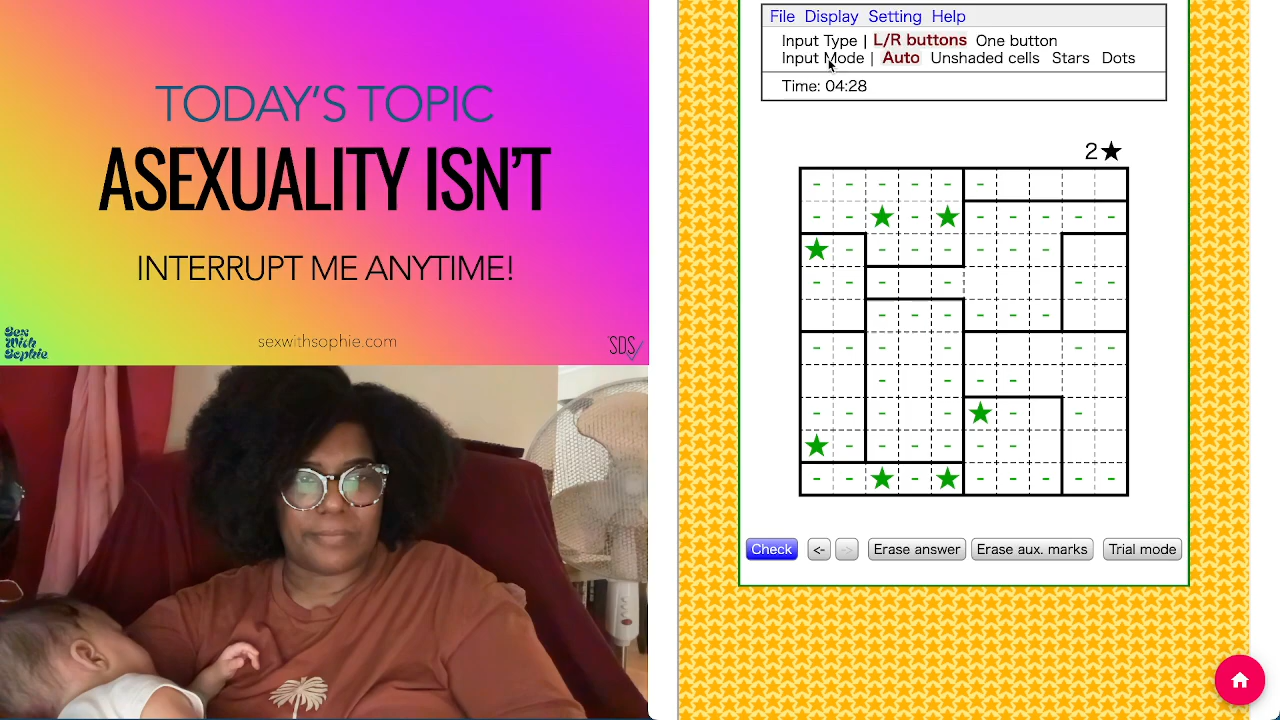 TODAY'S TOPIC
ASEXUALITY ISN'T
INTERRUPT ME ANYTIME!
Sex
With
Sophie
sexwithsophie.com
SDS
File Display Setting Help
Input Type | L/R buttons One button
Input Mode | Auto Unshaded cells Stars Dots
Time: 04:28
2★
Check
<-
->
Erase answer
Erase aux. marks
Trial mode